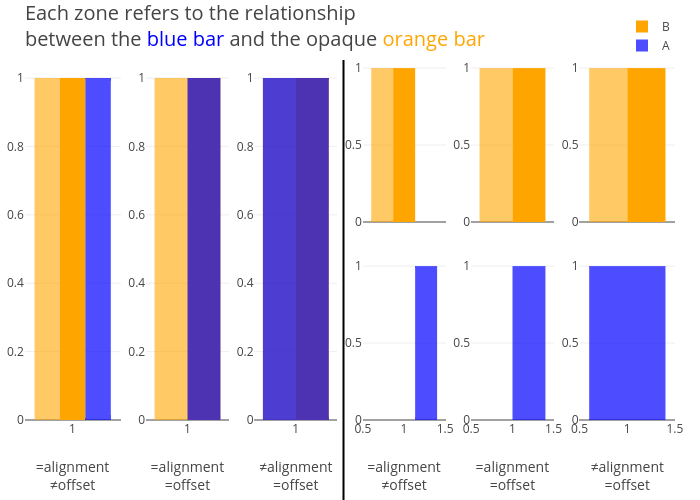 Each zone refers to the relationship
between the blue bar and the opaque orange bar
B
A
1
0.8
0.6
0.4
0.2
0
1
=alignment
≠offset
1
0.8
0.6
0.4
0.2
0
1
=alignment
=offset
1
0.8
0.6
0.4
0.2
0
1
≠alignment
=offset
1
0.5
0
1
0.5
0
0.5 1 1.5
=alignment
≠offset
1
0.5
0
1
0.5
0
0.5 1 1.5
=alignment
=offset
1
0.5
0
1
0.5
0
0.5 1 1.5
≠alignment
=offset